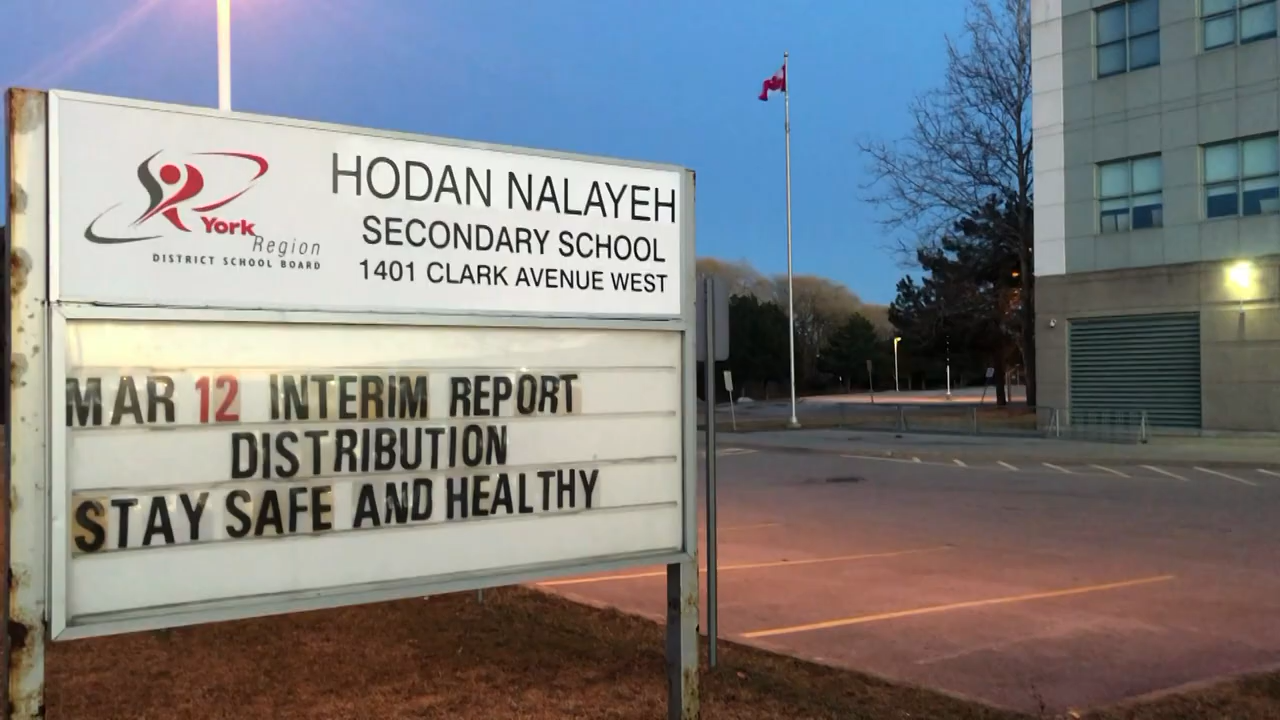 HODAN NALAYEH
SECONDARY SCHOOL
1401 CLARK AVENUE WEST
York
Region
DISTRICT SCHOOL BOARD
MAR 12 INTERIM REPORT
DISTRIBUTION
STAY SAFE AND HEALTHY